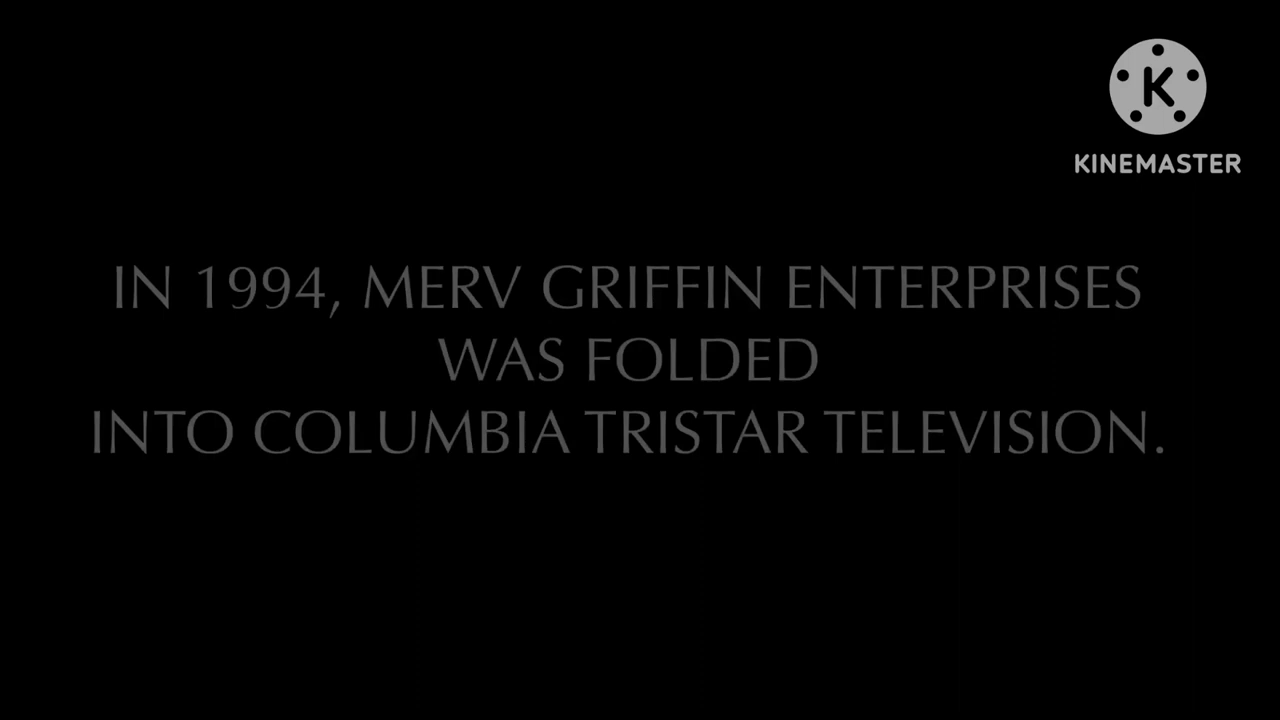 K
KINEMASTER
IN 1994, MERV GRIFFIN ENTERPRISES
WAS FOLDED
INTO COLUMBIA TRISTAR TELEVISION.